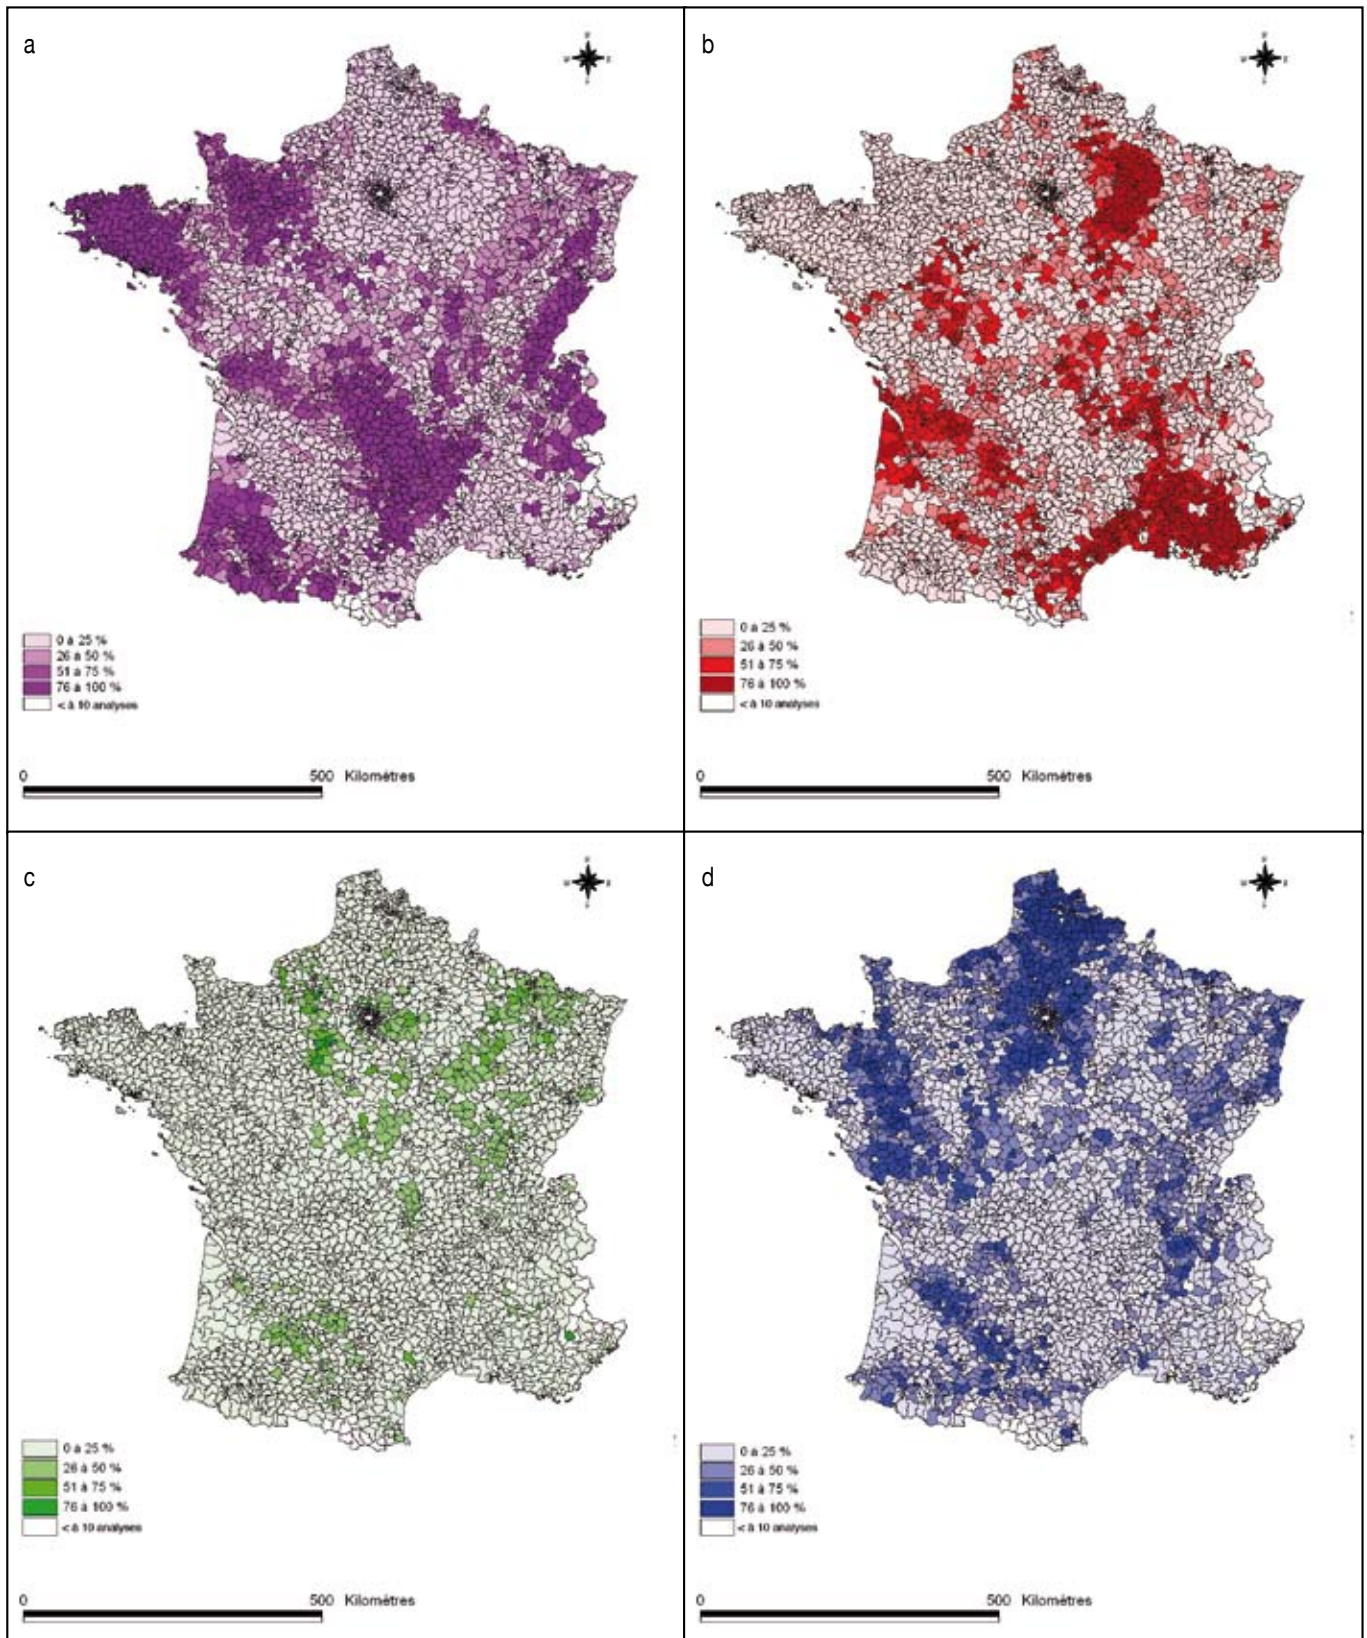 a
b
0 à 25 %
26 à 50 %
51 à 75 %
76 à 100 %
< à 10 analyses
0 à 25 %
26 à 50 %
51 à 75 %
76 à 100 %
< à 10 analyses
0 500 Kilomètres
0 500 Kilomètres
c
d
0 à 25 %
26 à 50 %
51 à 75 %
76 à 100 %
< à 10 analyses
0 à 25 %
26 à 50 %
51 à 75 %
76 à 100 %
< à 10 analyses
0 500 Kilomètres
0 500 Kilomètres